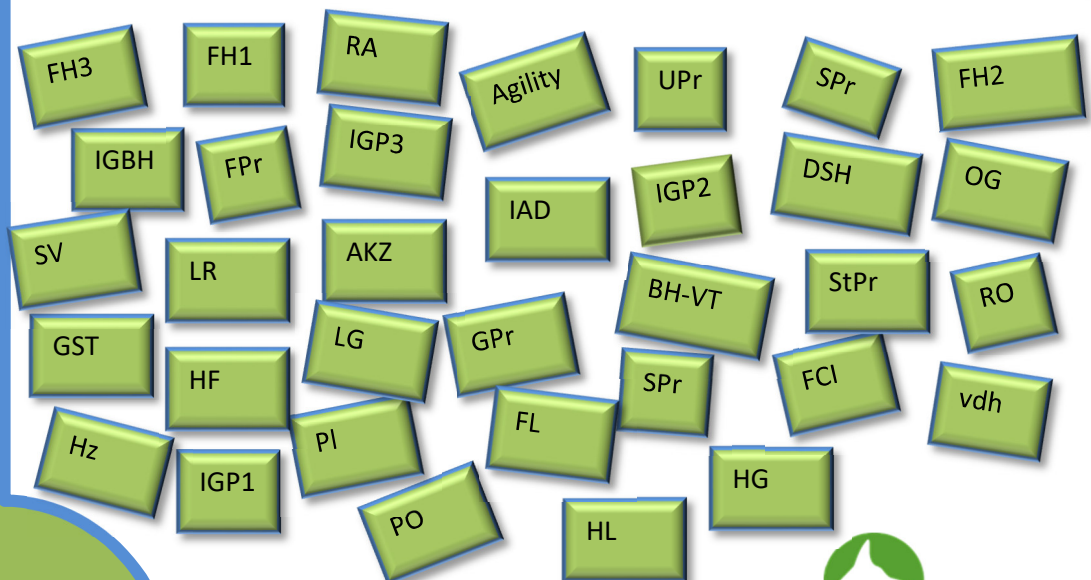 FH3
FH1
RA
Agility
UPr
SPr
FH2
IGBH
FPr
IGP3
IAD
IGP2
DSH
OG
SV
LR
AKZ
BH-VT
StPr
RO
GST
HF
LG
GPr
SPr
FCI
vdh
Hz
IGP1
PI
FL
HG
PO
HL